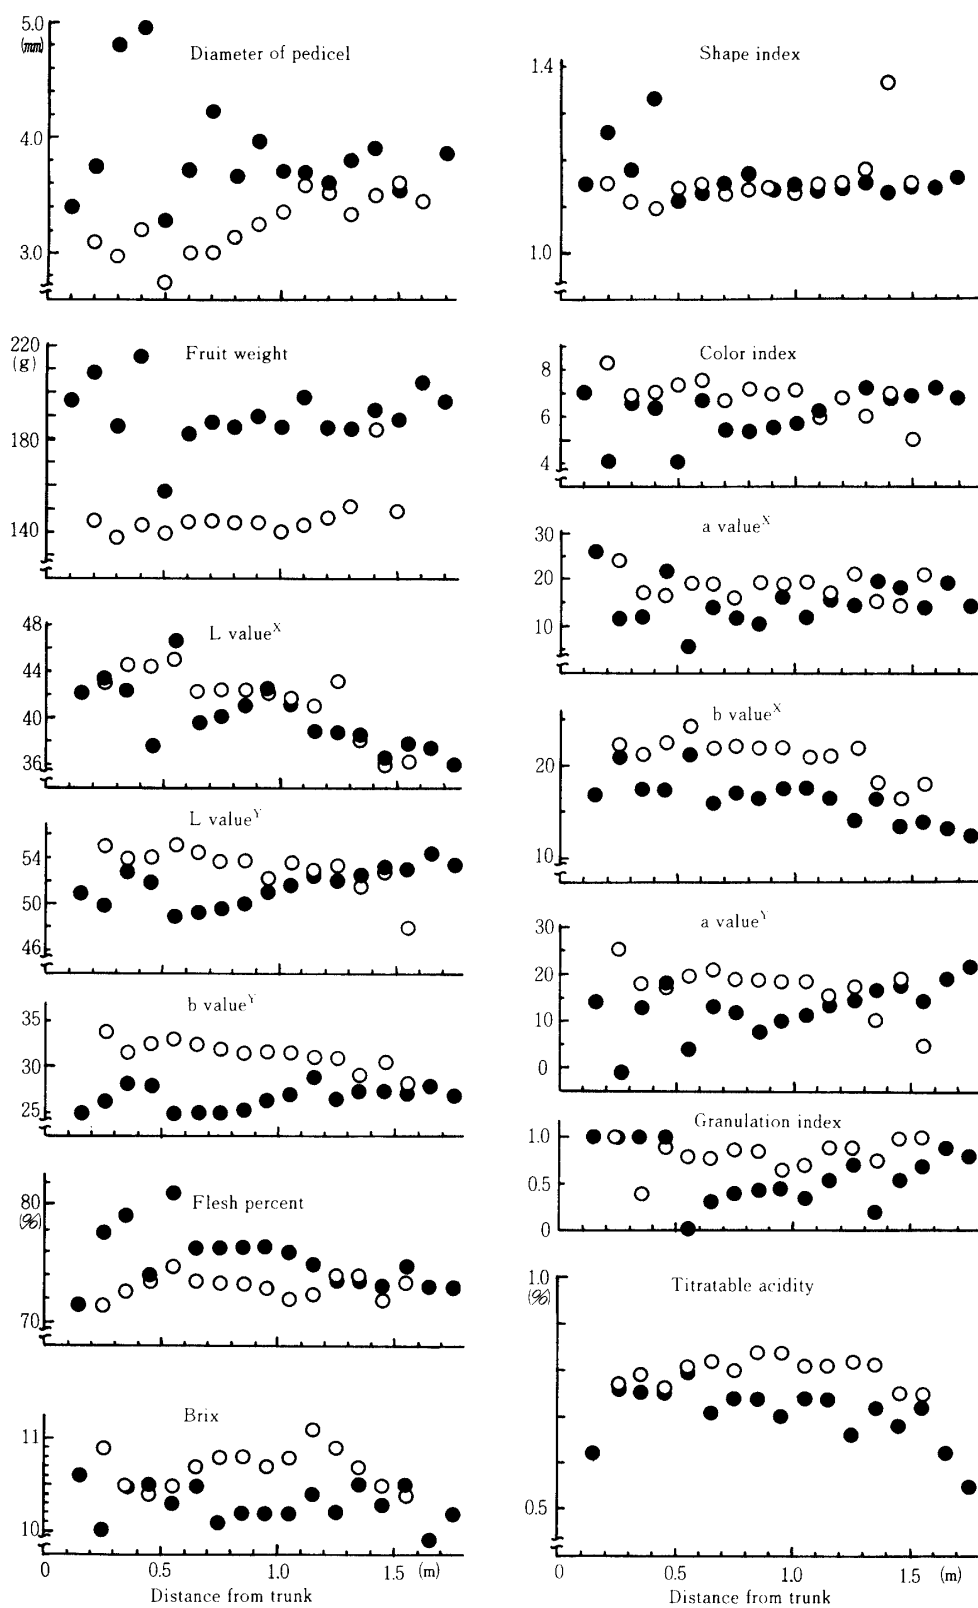 Diameter of pedicel
5.0
(mm)
4.0
3.0
Fruit weight
220
(g)
180
140
L value^X
48
44
40
36
L value^Y
54
50
46
b value^Y
35
30
25
Flesh percent
80
(%)
70
Brix
11
10
0 0.5 1.0 1.5 (m)
Distance from trunk
Shape index
1.4
1.0
Color index
8
6
4
a value^X
30
20
10
b value^X
20
10
a value^Y
30
20
10
0
Granulation index
1.0
0.5
0
Titratable acidity
1.0
(%)
0.5
0 0.5 1.0 1.5 (m)
Distance from trunk